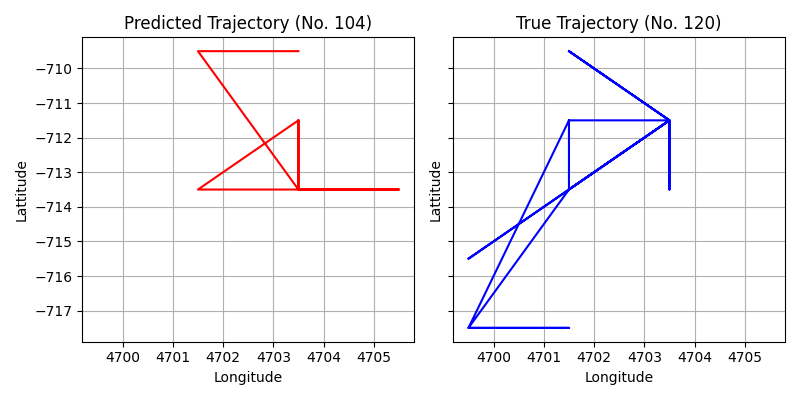 Predicted Trajectory (No. 104)
True Trajectory (No. 120)
−710
−711
−712
−713
−714
−715
−716
−717
Lattitude
Lattitude
4700 4701 4702 4703 4704 4705
4700 4701 4702 4703 4704 4705
Longitude
Longitude